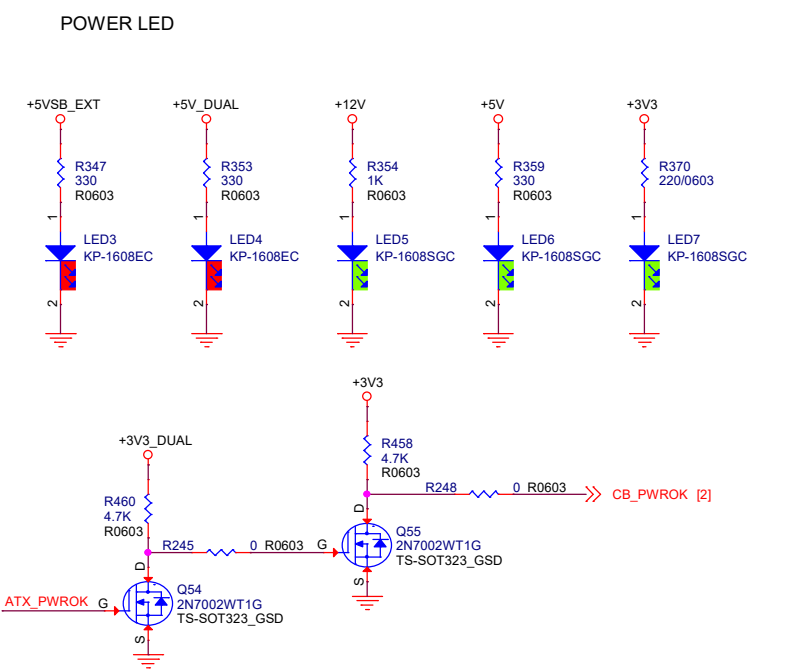 POWER LED
+5VSB_EXT +5V_DUAL +12V +5V +3V3
R347 R353 R354 R359 R370
330 330 1K 330 220/0603
R0603 R0603 R0603 R0603
1 1 1 1 1
LED3 LED4 LED5 LED6 LED7
KP-1608EC KP-1608EC KP-1608SGC KP-1608SGC KP-1608SGC
2 2 2 2 2
+3V3
+3V3_DUAL
R458
4.7K
R0603
R248 0 R0603 CB_PWROK [2]
R460
4.7K
R0603
D
Q55
2N7002WT1G
TS-SOT323_GSD
R245 0 R0603 G
D
S
Q54
ATX_PWROK G 2N7002WT1G
TS-SOT323_GSD
S